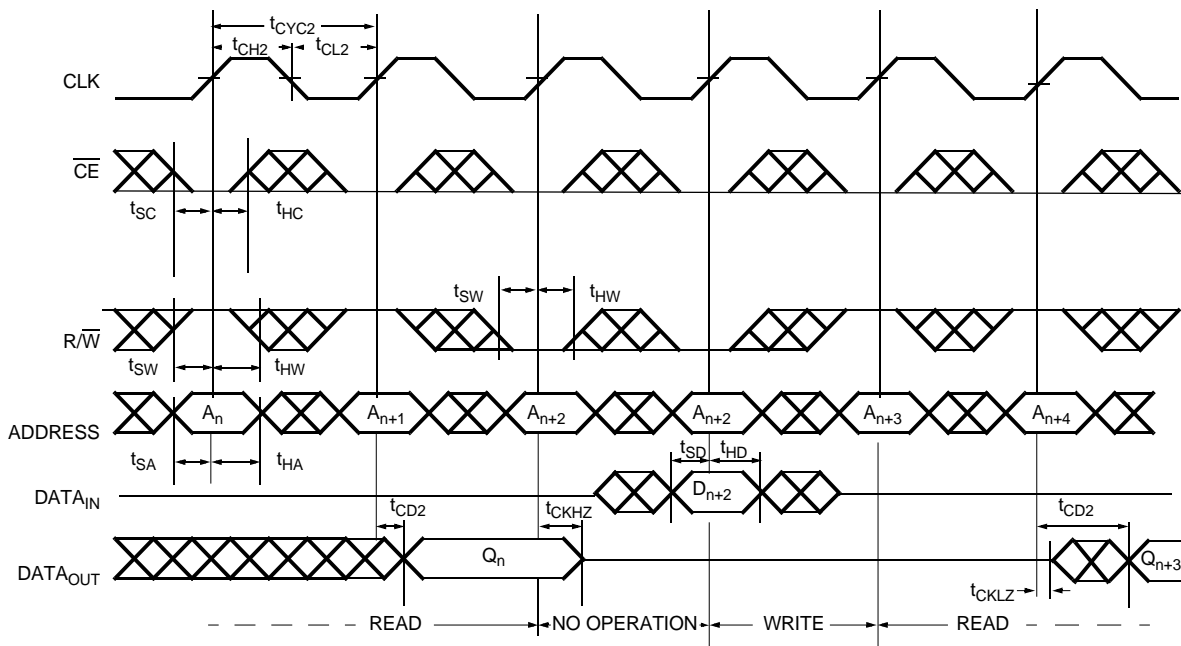 tCYC2
tCH2 tCL2
CLK
CE
tSC tHC
tSW tHW
R/W
tSW tHW
An An+1 An+2 An+2 An+3 An+4
ADDRESS
tSA tHA tSD tHD
DATAIN Dn+2
tCD2 tCKHZ tCD2
DATAOUT Qn Qn+3
tCKLZ
READ NO OPERATION WRITE READ